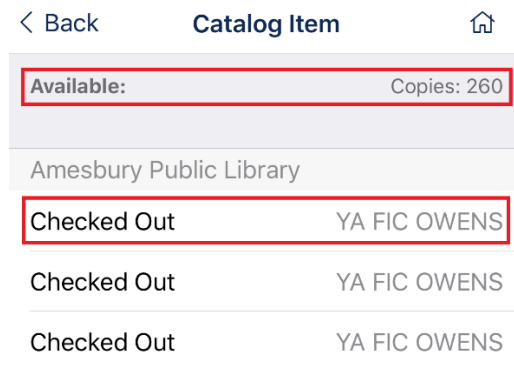 Back Catalog Item
Available: Copies: 260
Amesbury Public Library
Checked Out YA FIC OWENS
Checked Out YA FIC OWENS
Checked Out YA FIC OWENS